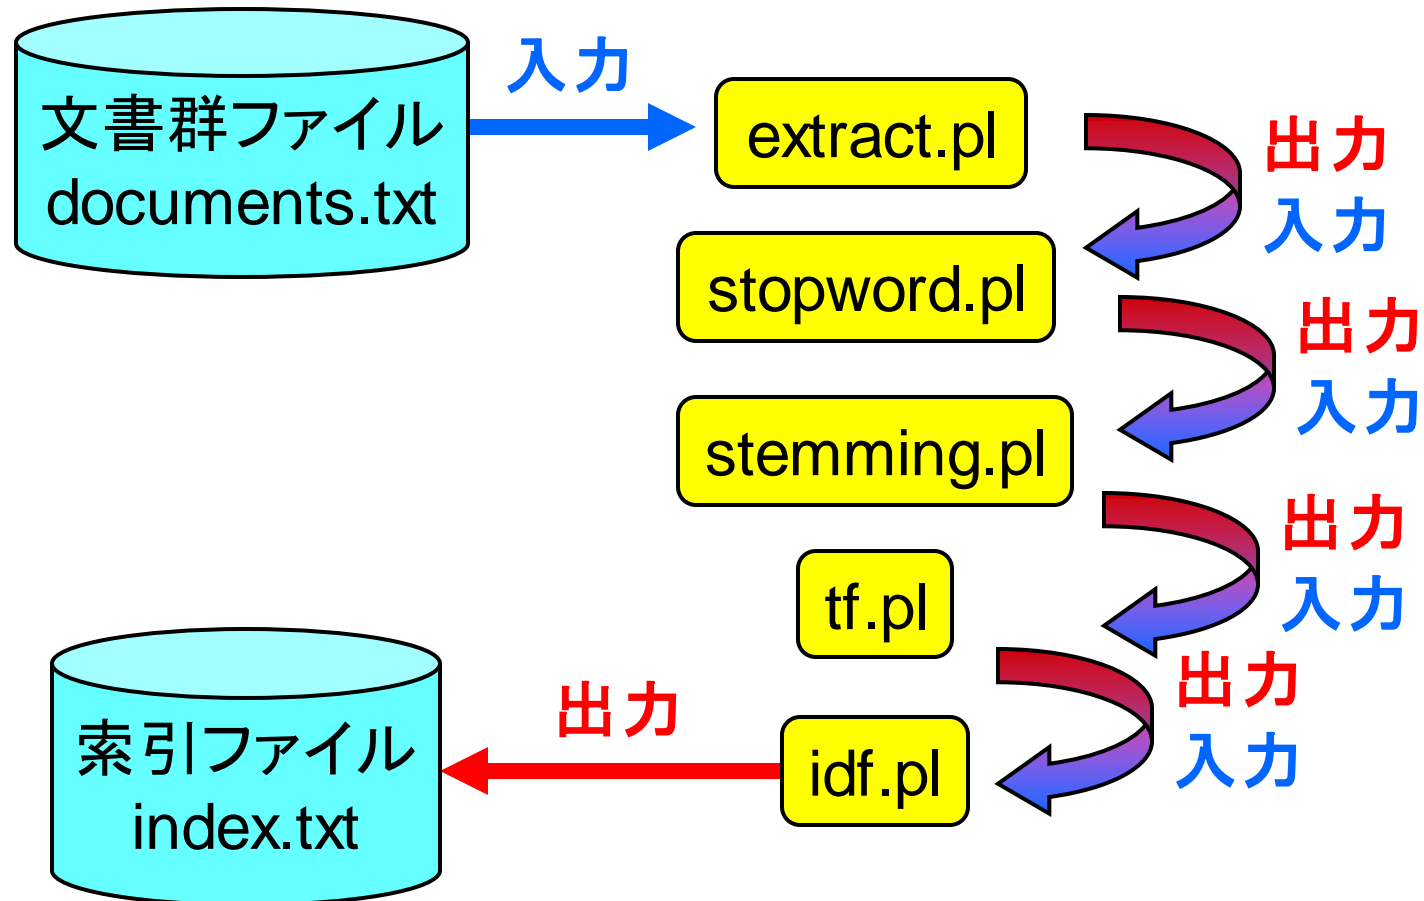 文書群ファイル
documents.txt
入力
extract.pl
出力
入力
stopword.pl
出力
入力
stemming.pl
出力
入力
tf.pl
出力
入力
idf.pl
出力
索引ファイル
index.txt